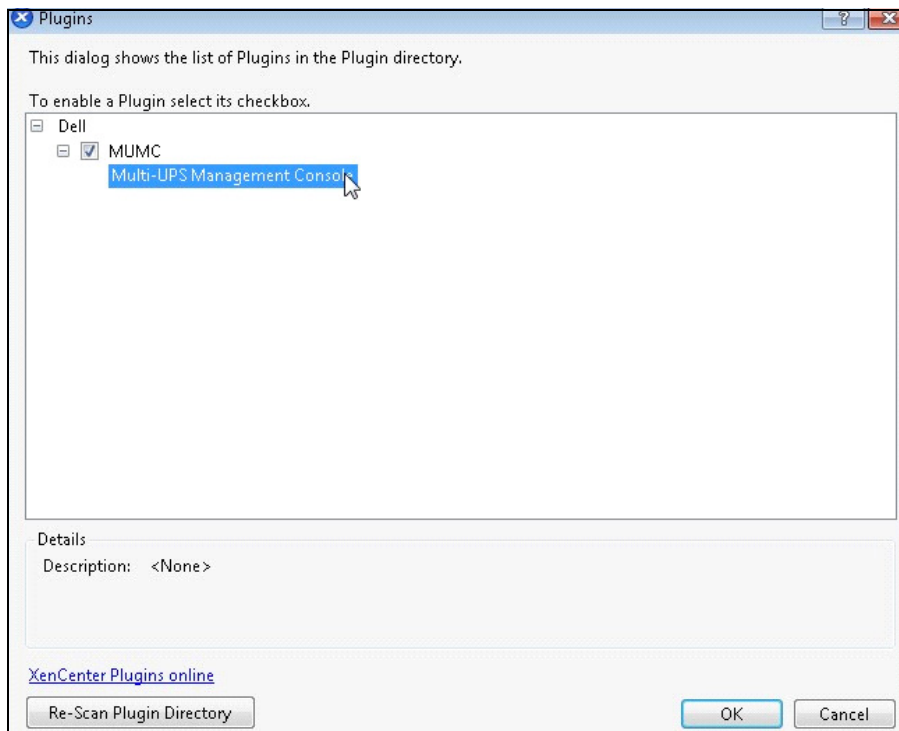 Plugins
This dialog shows the list of Plugins in the Plugin directory.
To enable a Plugin select its checkbox.
Dell
MUMC
Multi-UPS Management Console
Details
Description: <None>
XenCenter Plugins online
Re-Scan Plugin Directory
OK
Cancel